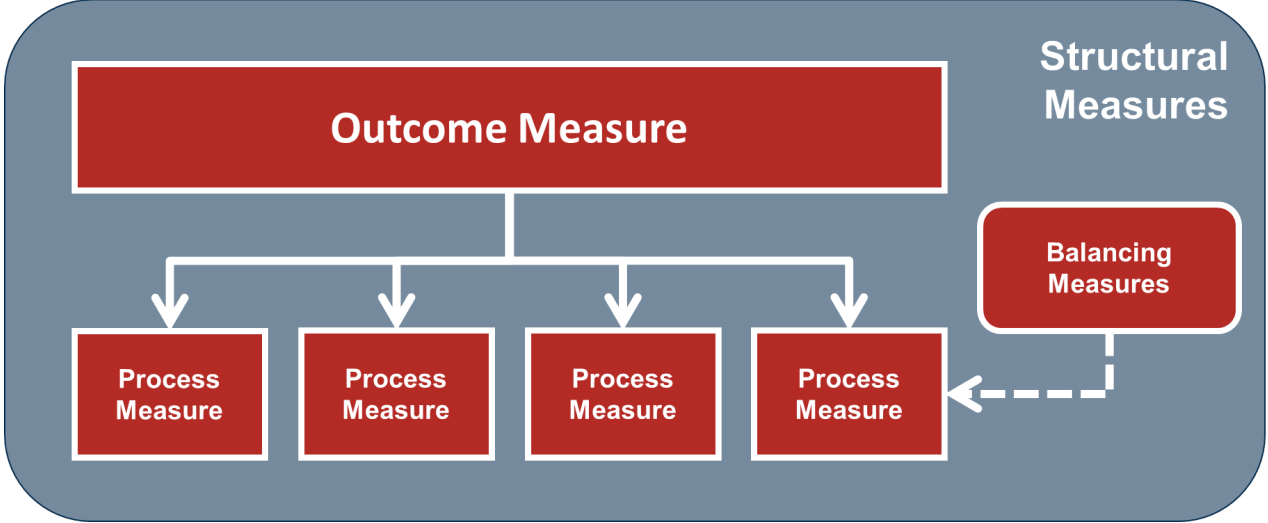 Structural
Measures
Outcome Measure
Balancing
Measures
Process
Measure
Process
Measure
Process
Measure
Process
Measure